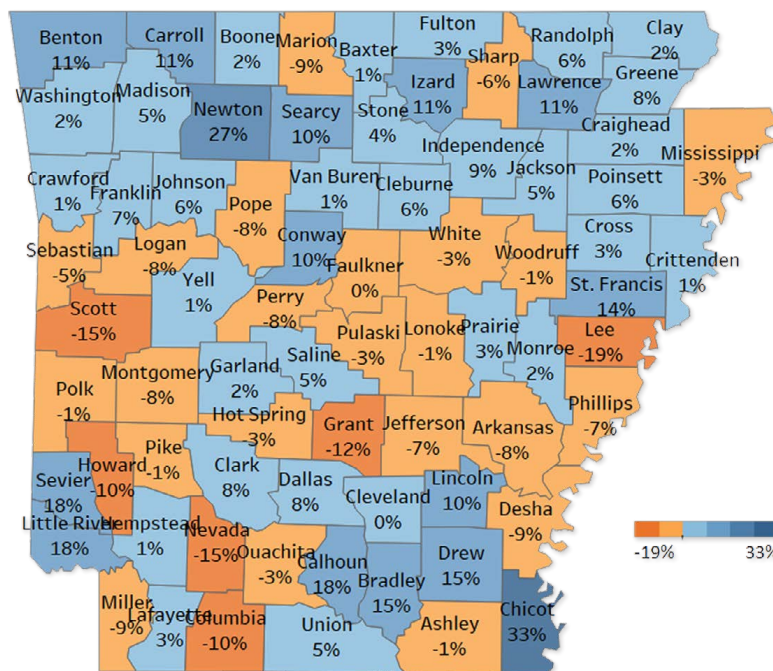 Benton
11%
Carroll
11%
Boone
2%
Marion
-9%
Baxter
1%
Fulton
3%
Sharp
-6%
Randolph
6%
Clay
2%
Washington
2%
Madison
5%
Newton
27%
Searcy
10%
Stone
4%
Izard
11%
Lawrence
11%
Greene
8%
Independence
9%
Jackson
5%
Craighead
2%
Mississippi
-3%
Poinsett
6%
Crawford
1%
Franklin
7%
Johnson
6%
Pope
-8%
Van Buren
1%
Cleburne
6%
Sebastian
-5%
Logan
-8%
Conway
10%
Faulkner
0%
White
-3%
Woodruff
-1%
Cross
3%
Crittenden
1%
St. Francis
14%
Scott
-15%
Yell
1%
Perry
-8%
Pulaski
-3%
Lonoke
-1%
Prairie
3%
Monroe
2%
Lee
-19%
Polk
-1%
Montgomery
-8%
Garland
2%
Saline
5%
Hot Spring
-3%
Grant
-12%
Jefferson
-7%
Arkansas
-8%
Phillips
-7%
Sevier
18%
Howard
-10%
Pike
-1%
Clark
8%
Dallas
8%
Cleveland
0%
Lincoln
10%
Desha
-9%
Little River
18%
Hempstead
1%
Nevada
-15%
Ouachita
-3%
Calhoun
18%
Bradley
15%
Drew
15%
Chicot
33%
Miller
-9%
Lafayette
3%
Columbia
-10%
Union
5%
Ashley
-1%
-19%
33%